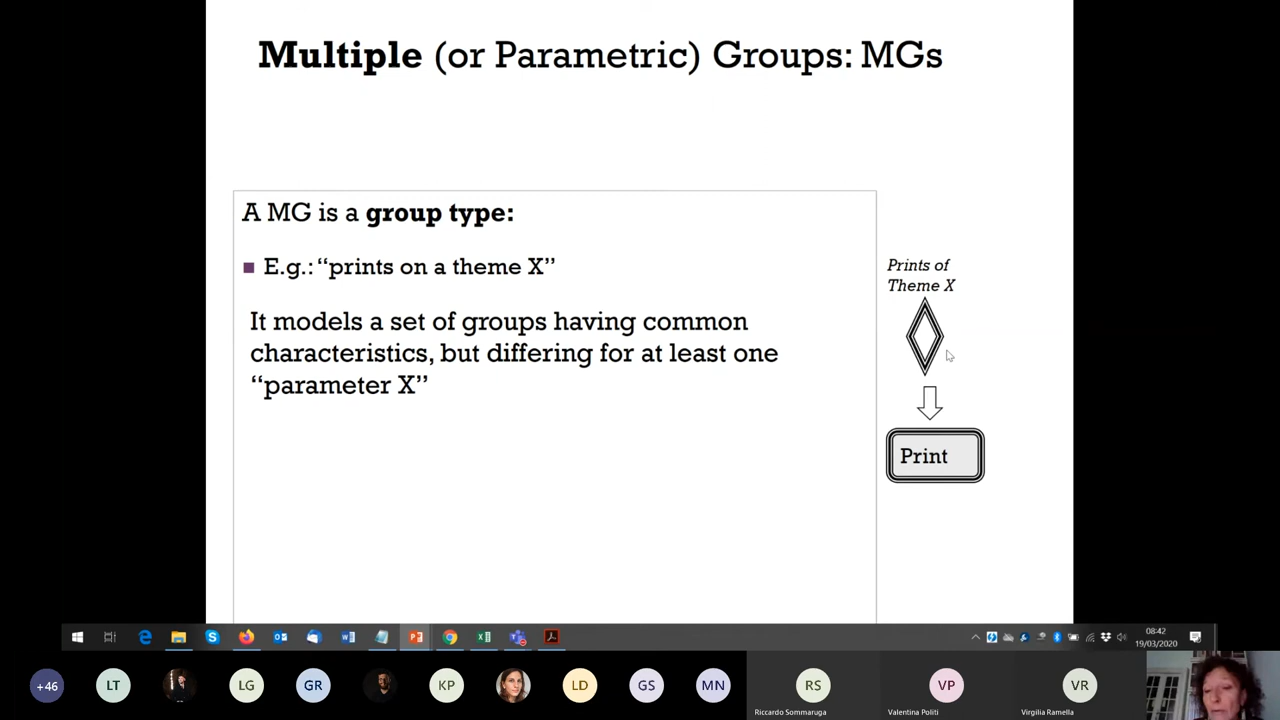 Multiple (or Parametric) Groups: MGs
A MG is a group type:
E.g.: “prints on a theme X”
It models a set of groups having common
characteristics, but differing for at least one
“parameter X”
Prints of
Theme X
Print
08:42
19/03/2020
+46
LT
LG
GR
KP
LD
GS
MN
RS
VP
VR
Riccardo Sommaruga
Valentina Politi
Virgilia Ramella